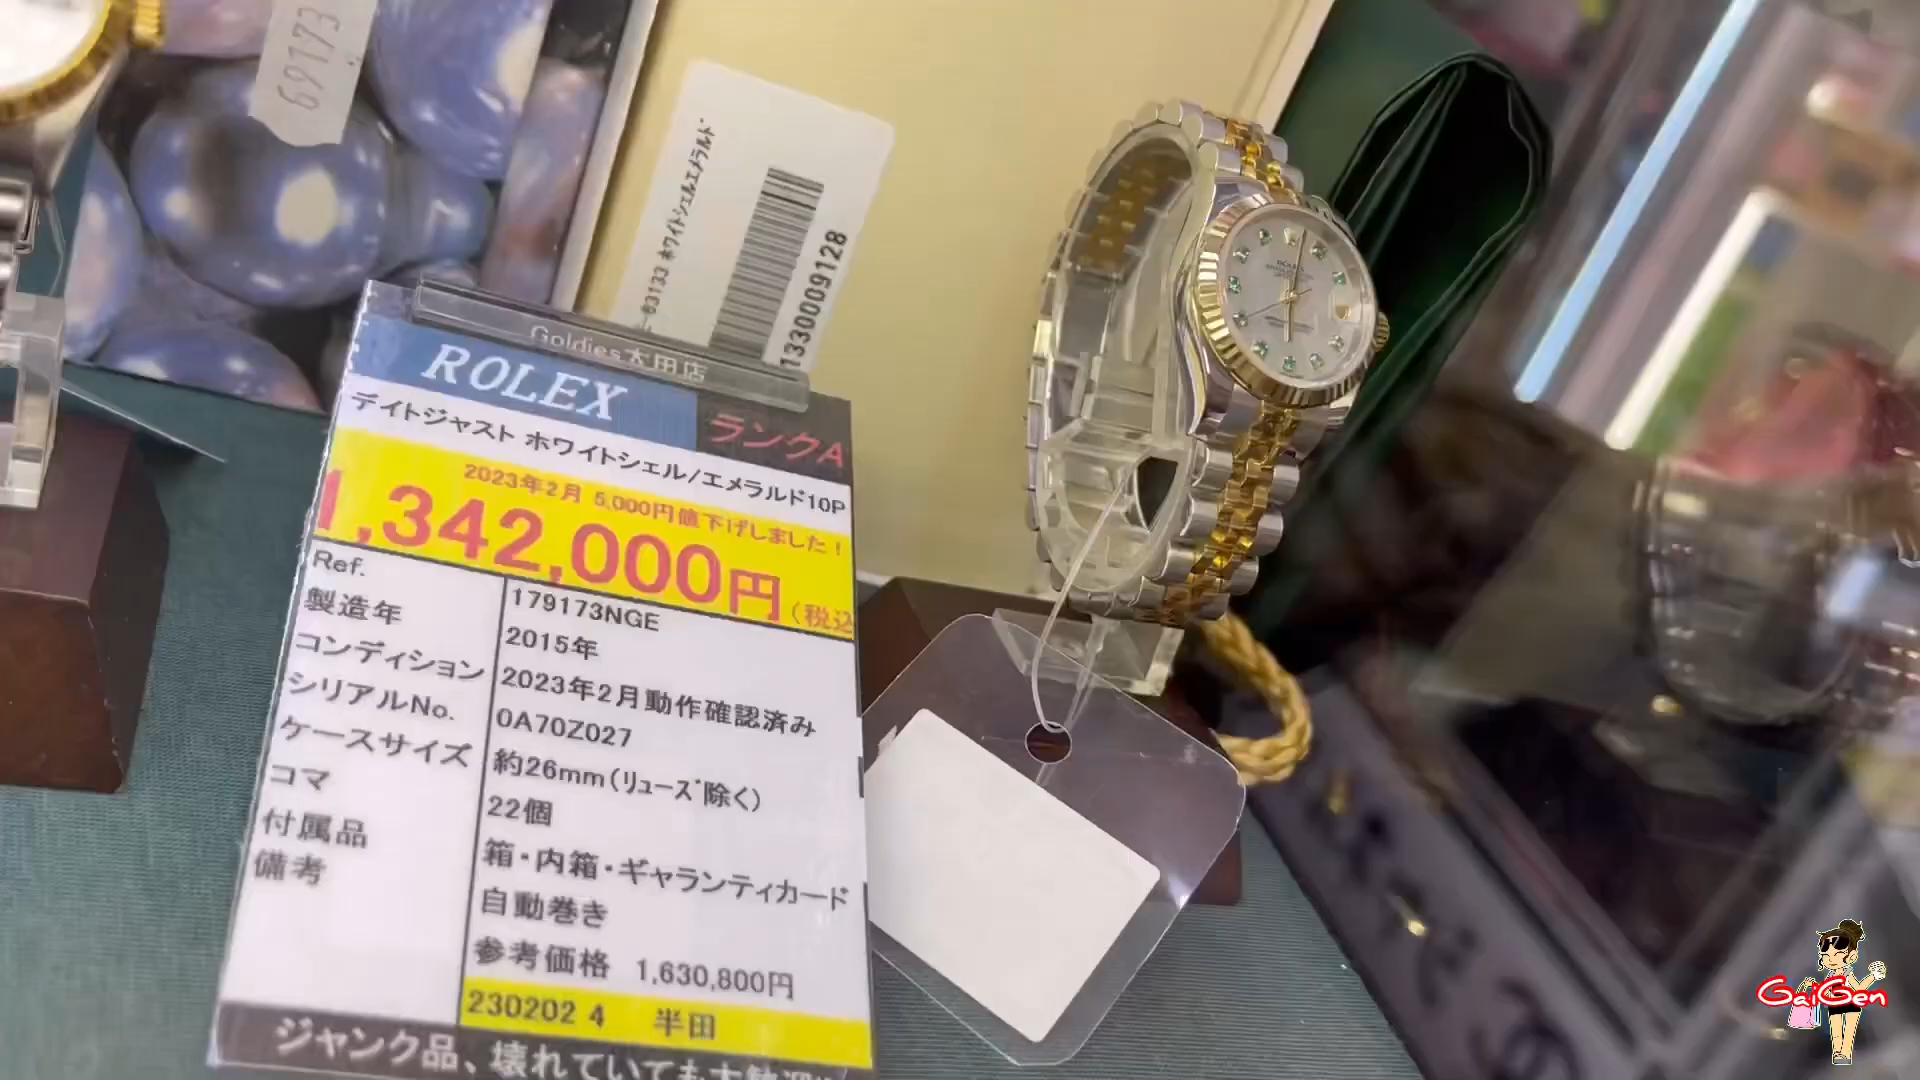 69173
63133 ホワイトシェルエメラルド
1330009128
Goldies太田店
ROLEX
ランクA
デイトジャスト ホワイトシェル/エメラルド10P
2023年2月 5,000円値下げしました!
1,342,000円(税込
Ref. 179173NGE
製造年 2015年
コンディション 2023年2月動作確認済み
シリアルNo. 0A70Z027
ケースサイズ 約26mm(リューズ除く)
コマ 22個
付属品 箱・内箱・ギャランティカード
備考 自動巻き
参考価格 1,630,800円
230202 4 半田
ジャンク品、壊れていても
ROLEX
GaiGen